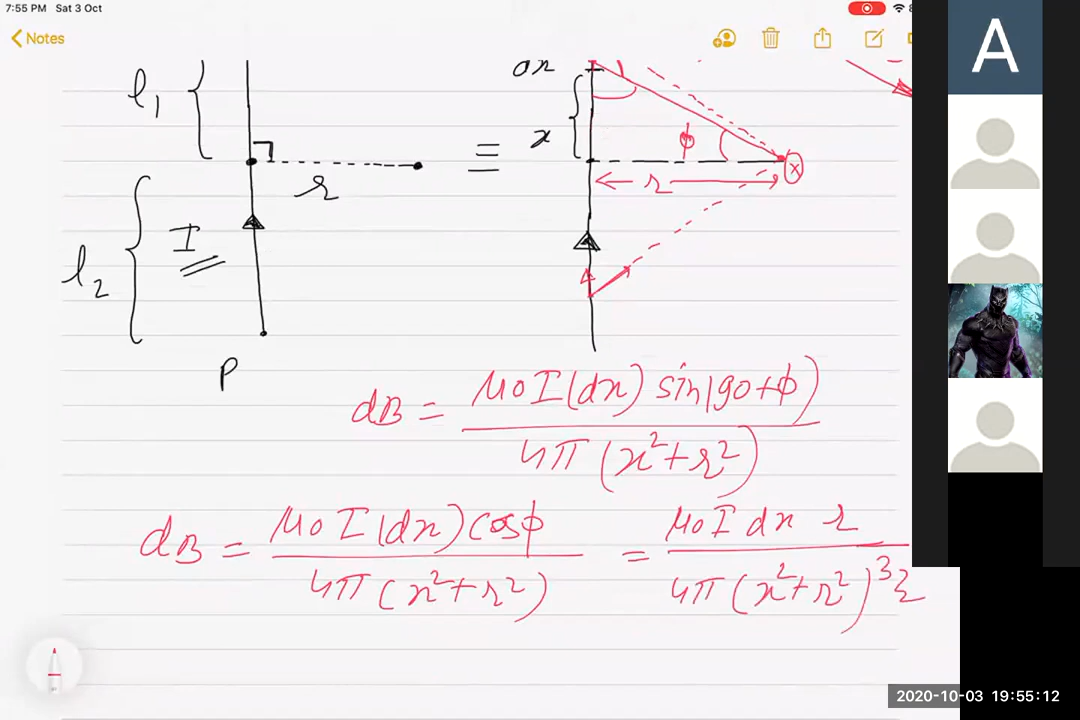 7:55 PM Sat 3 Oct
Notes
l1
r
l2
I
P
≡
dx
x
φ
r
x
dB = μ0I(dx) sin(90+φ) / 4π(x²+r²)
dB = μ0I(dx)cosφ / 4π(x²+r²) = μ0I dx r / 4π(x²+r²)^3/2
A
2020-10-03 19:55:12